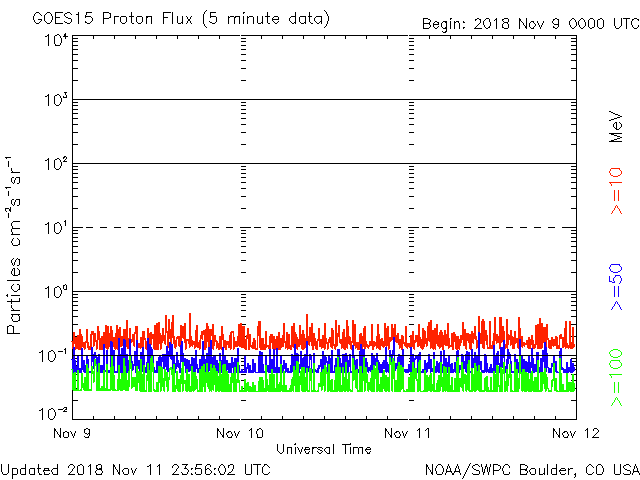 GOES15 Proton Flux (5 minute data)
Begin: 2018 Nov 9 0000 UTC
10⁴
10³
10²
10¹
10⁰
10⁻¹
10⁻²
Particles cm⁻²s⁻¹sr⁻¹
MeV
>=10
>=50
>=100
Nov 9
Nov 10
Nov 11
Nov 12
Universal Time
Updated 2018 Nov 11 23:56:02 UTC
NOAA/SWPC Boulder, CO USA